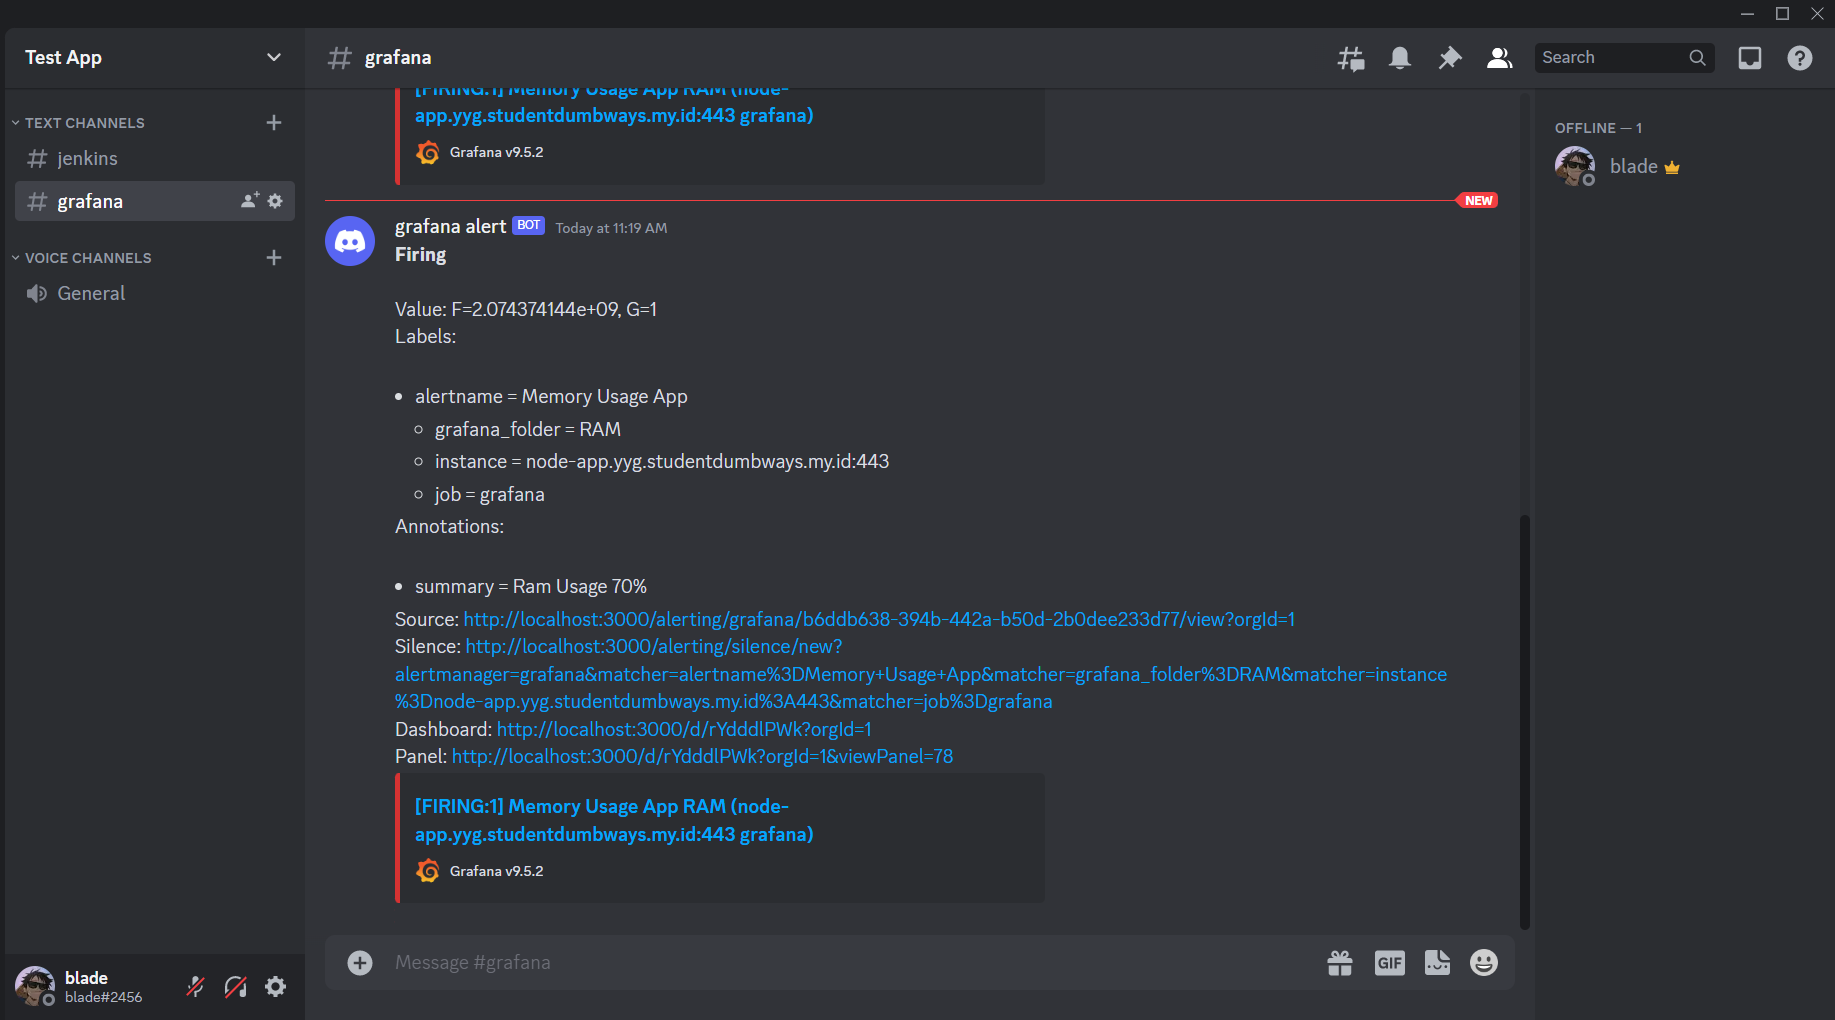 Test App
TEXT CHANNELS
jenkins
grafana
VOICE CHANNELS
General
blade
blade#2456
grafana
Search
[FIRING:1] Memory Usage App RAM (node-
app.yyg.studentdumbways.my.id:443 grafana)
Grafana v9.5.2
NEW
grafana alert BOT Today at 11:19 AM
Firing
Value: F=2.074374144e+09, G=1
Labels:
• alertname = Memory Usage App
◦ grafana_folder = RAM
◦ instance = node-app.yyg.studentdumbways.my.id:443
◦ job = grafana
Annotations:
• summary = Ram Usage 70%
Source: http://localhost:3000/alerting/grafana/b6ddb638-394b-442a-b50d-2b0dee233d77/view?orgId=1
Silence: http://localhost:3000/alerting/silence/new?
alertmanager=grafana&matcher=alertname%3DMemory+Usage+App&matcher=grafana_folder%3DRAM&matcher=instance
%3Dnode-app.yyg.studentdumbways.my.id%3A443&matcher=job%3Dgrafana
Dashboard: http://localhost:3000/d/rYdddlPWk?orgId=1
Panel: http://localhost:3000/d/rYdddlPWk?orgId=1&viewPanel=78
[FIRING:1] Memory Usage App RAM (node-
app.yyg.studentdumbways.my.id:443 grafana)
Grafana v9.5.2
Message #grafana
GIF
OFFLINE — 1
blade